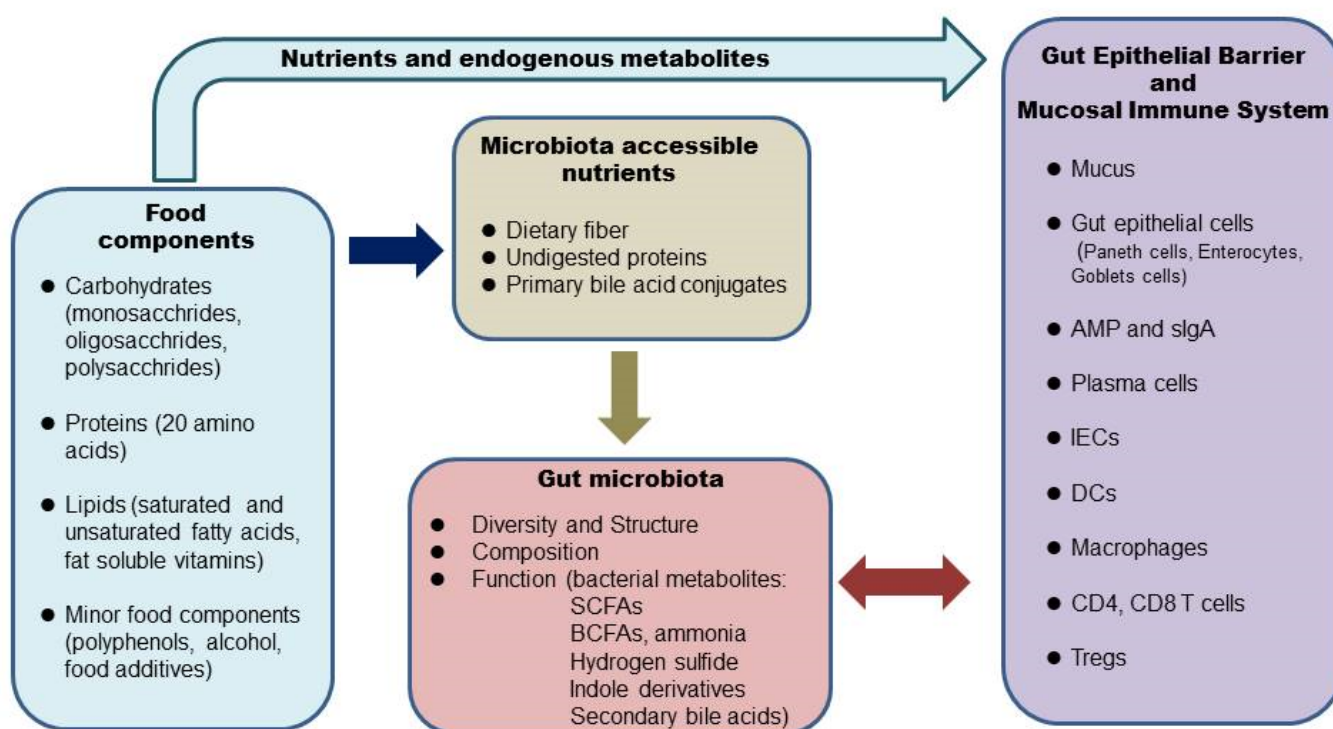 Nutrients and endogenous metabolites
Food
components
● Carbohydrates
(monosacchrides,
oligosacchrides,
polysacchrides)
● Proteins (20 amino
acids)
● Lipids (saturated and
unsaturated fatty acids,
fat soluble vitamins)
● Minor food components
(polyphenols, alcohol,
food additives)
Microbiota accessible
nutrients
● Dietary fiber
● Undigested proteins
● Primary bile acid conjugates
Gut microbiota
● Diversity and Structure
● Composition
● Function (bacterial metabolites:
SCFAs
BCFAs, ammonia
Hydrogen sulfide
Indole derivatives
Secondary bile acids)
Gut Epithelial Barrier
and
Mucosal Immune System
● Mucus
● Gut epithelial cells
(Paneth cells, Enterocytes,
Goblets cells)
● AMP and sIgA
● Plasma cells
● IECs
● DCs
● Macrophages
● CD4, CD8 T cells
● Tregs